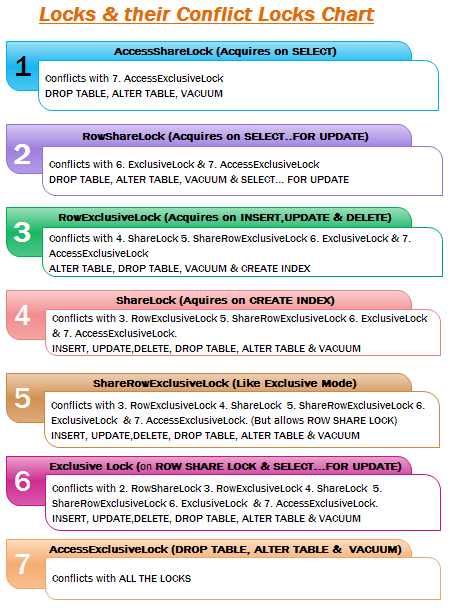 Locks & their Conflict Locks Chart
1
AccessShareLock (Acquires on SELECT)
Conflicts with 7. AccessExclusiveLock
DROP TABLE, ALTER TABLE, VACUUM
2
RowShareLock (Acquires on SELECT..FOR UPDATE)
Conflicts with 6. ExclusiveLock & 7. AccessExclusiveLock
DROP TABLE, ALTER TABLE, VACUUM & SELECT... FOR UPDATE
3
RowExclusiveLock (Acquires on INSERT,UPDATE & DELETE)
Conflicts with 4. ShareLock 5. ShareRowExclusiveLock 6. ExclusiveLock & 7.
AccessExclusiveLock
ALTER TABLE, DROP TABLE, VACUUM & CREATE INDEX
4
ShareLock (Aquires on CREATE INDEX)
Conflicts with 3. RowExclusiveLock 5. ShareRowExclusiveLock 6. ExclusiveLock
& 7. AccessExclusiveLock.
INSERT, UPDATE,DELETE, DROP TABLE, ALTER TABLE & VACUUM
5
ShareRowExclusiveLock (Like Exclusive Mode)
Conflicts with 3. RowExclusiveLock 4. ShareLock 5. ShareRowExclusiveLock 6.
ExclusiveLock & 7. AccessExclusiveLock. (But allows ROW SHARE LOCK)
INSERT, UPDATE,DELETE, DROP TABLE, ALTER TABLE & VACUUM
6
Exclusive Lock (on ROW SHARE LOCK & SELECT...FOR UPDATE)
Conflicts with 2. RowShareLock 3. RowExclusiveLock 4. ShareLock 5.
ShareRowExclusiveLock 6. ExclusiveLock & 7. AccessExclusiveLock.
INSERT, UPDATE,DELETE, DROP TABLE, ALTER TABLE & VACUUM
7
AccessExclusiveLock (DROP TABLE, ALTER TABLE & VACUUM)
Conflicts with ALL THE LOCKS